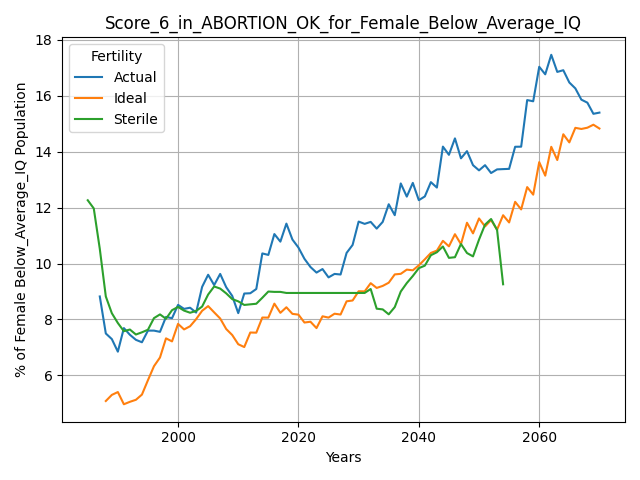 Score_6_in_ABORTION_OK_for_Female_Below_Average_IQ
% of Female Below_Average_IQ Population
18
16
14
12
10
8
6
Fertility
Actual
Ideal
Sterile
2000 2020 2040 2060
Years